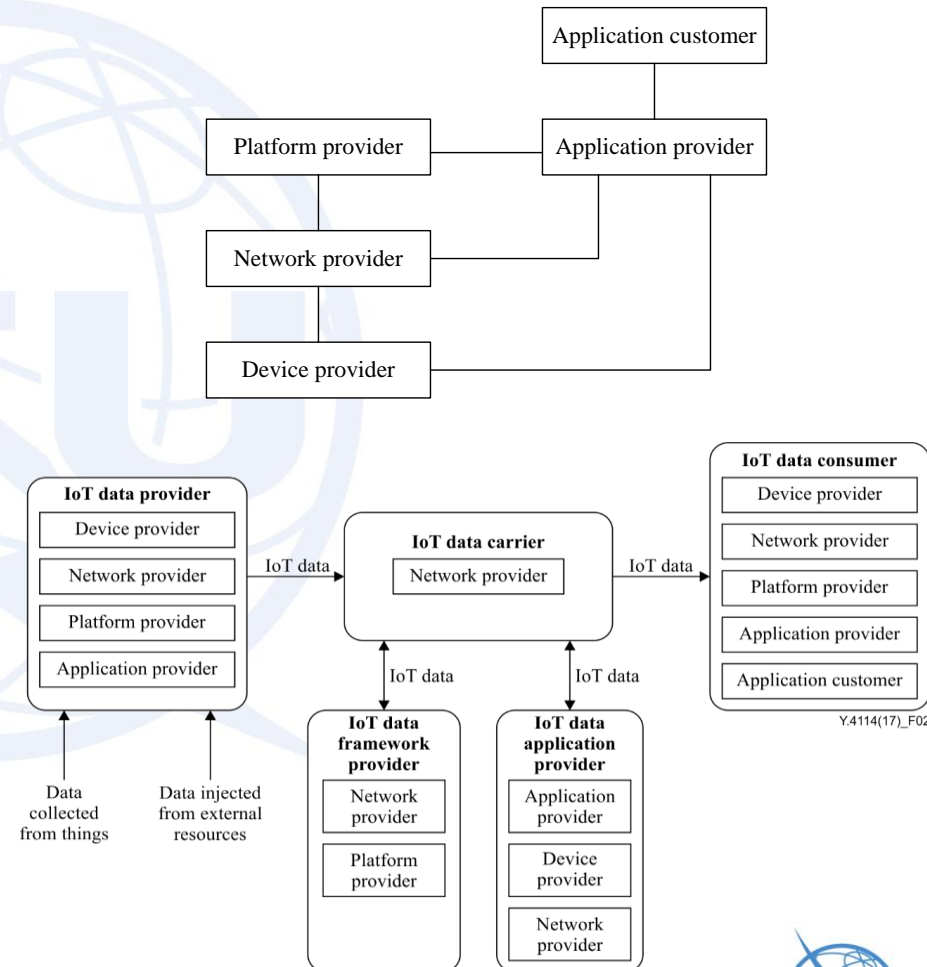 Application customer
Platform provider
Application provider
Network provider
Device provider
IoT data provider
Device provider
Network provider
Platform provider
Application provider
IoT data
IoT data carrier
Network provider
IoT data
IoT data consumer
Device provider
Network provider
Platform provider
Application provider
Application customer
Y.4114(17)_F02
IoT data
IoT data
Data
collected
from things
Data injected
from external
resources
IoT data
framework
provider
Network
provider
Platform
provider
IoT data
application
provider
Application
provider
Device
provider
Network
provider